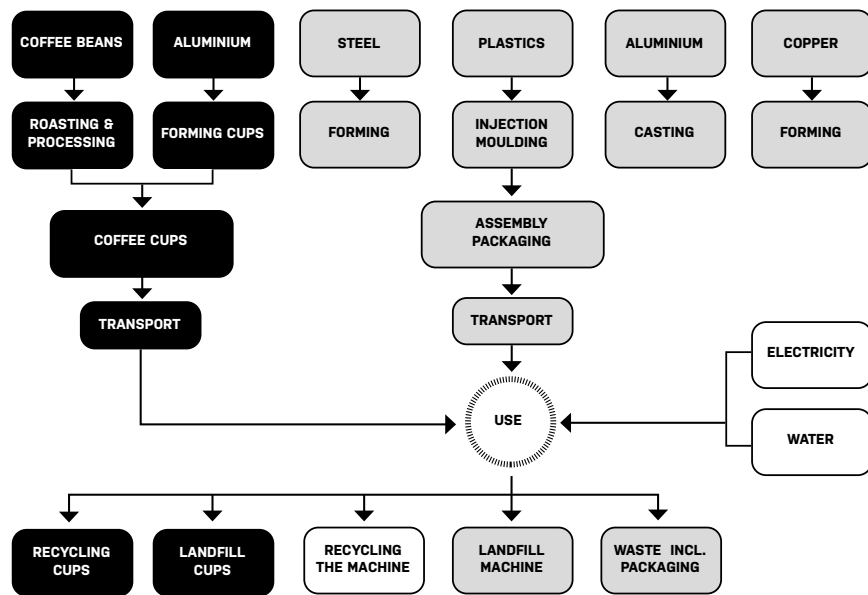 COFFEE BEANS
ALUMINIUM
STEEL
PLASTICS
ALUMINIUM
COPPER
ROASTING &
PROCESSING
FORMING CUPS
FORMING
INJECTION
MOULDING
CASTING
FORMING
COFFEE CUPS
ASSEMBLY
PACKAGING
TRANSPORT
TRANSPORT
ELECTRICITY
USE
WATER
RECYCLING
CUPS
LANDFILL
CUPS
RECYCLING
THE MACHINE
LANDFILL
MACHINE
WASTE INCL.
PACKAGING